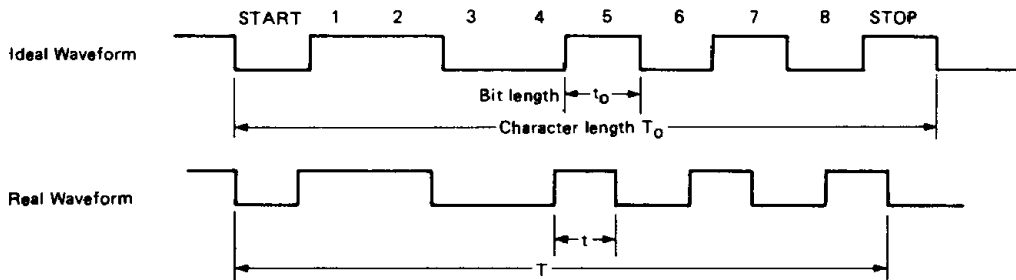 START 1 2 3 4 5 6 7 8 STOP
Ideal Waveform
Bit length t₀
Character length T₀
Real Waveform
t
T